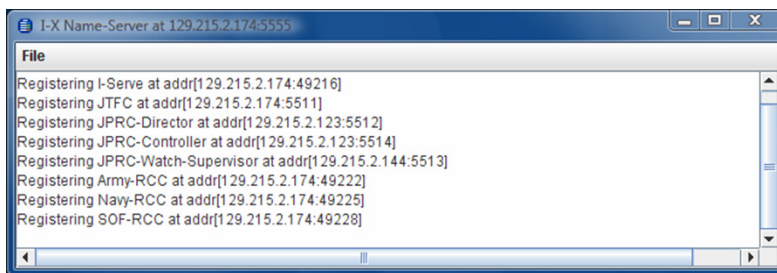 I-X Name-Server at 129.215.2.174:5555
File
Registering I-Serve at addr[129.215.2.174:49216]
Registering JTFC at addr[129.215.2.174:5511]
Registering JPRC-Director at addr[129.215.2.123:5512]
Registering JPRC-Controller at addr[129.215.2.123:5514]
Registering JPRC-Watch-Supervisor at addr[129.215.2.144:5513]
Registering Army-RCC at addr[129.215.2.174:49222]
Registering Navy-RCC at addr[129.215.2.174:49225]
Registering SOF-RCC at addr[129.215.2.174:49228]